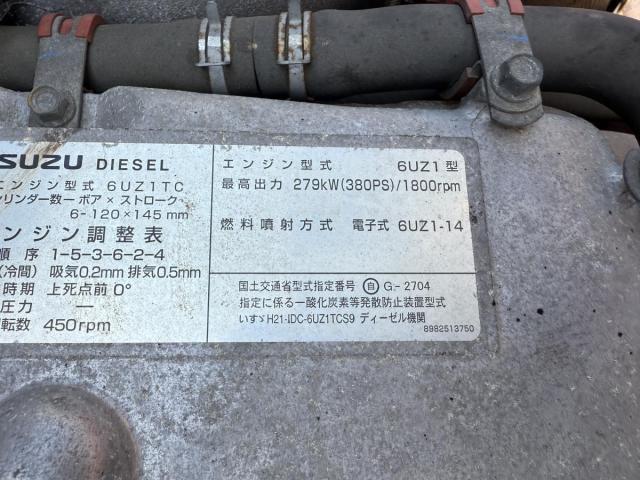 SUZU DIESEL
エンジン型式 6UZ1TC
シリンダー数ー ボア × ストローク
6-120×145 mm
ンジン調整表
順 序 1-5-3-6-2-4
(冷間) 吸気0.2mm 排気0.5mm
時期 上死点前 0°
圧力 —
転数 450rpm
エンジン型式 6UZ1型
最高出力 279kW(380PS)/1800rpm
燃料噴射方式 電子式 6UZ1-14
国土交通省型式指定番号 自 G-2704
指定に係る一酸化炭素等発散防止装置型式
いすゞH21-IDC-6UZ1TCS9 ディーゼル機関
8982513750